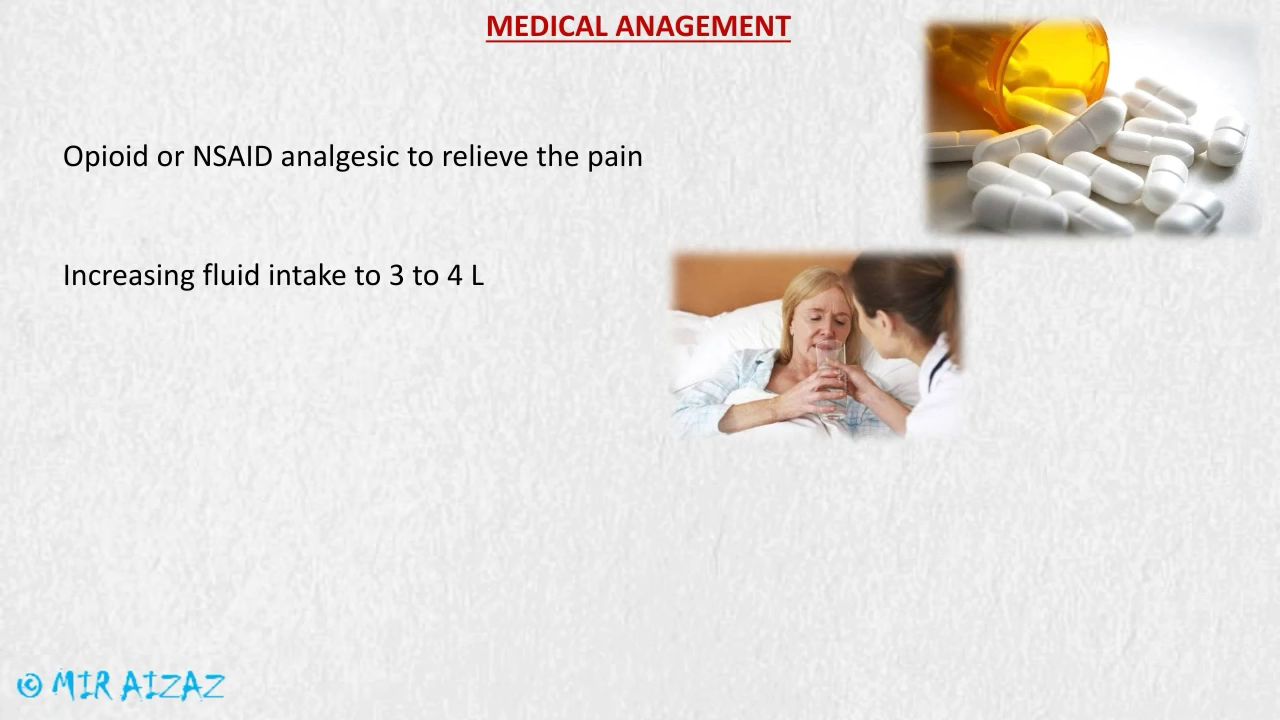 MEDICAL ANAGEMENT
Opioid or NSAID analgesic to relieve the pain
Increasing fluid intake to 3 to 4 L
© MIR AIZAZ